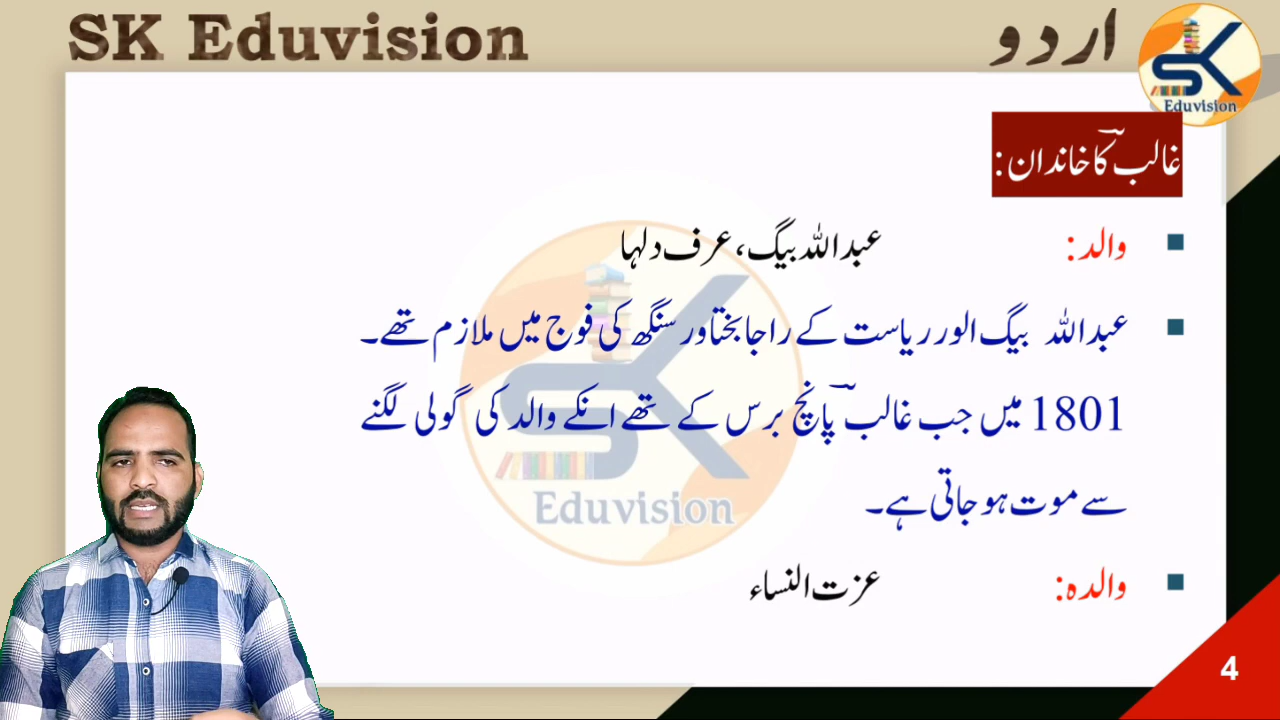 SK Eduvision
اردو
SK
Eduvision
غالبؔ کا خاندان:
والد: عبداللہ بیگ، عرف دلہا
عبداللہ بیگ الور ریاست کے راجا بختاور سنگھ کی فوج میں ملازم تھے۔
1801 میں جب غالبؔ پانچ برس کے تھے انکے والد کی گولی لگنے
سے موت ہو جاتی ہے۔
والدہ: عزت النساء
SK
Eduvision
4